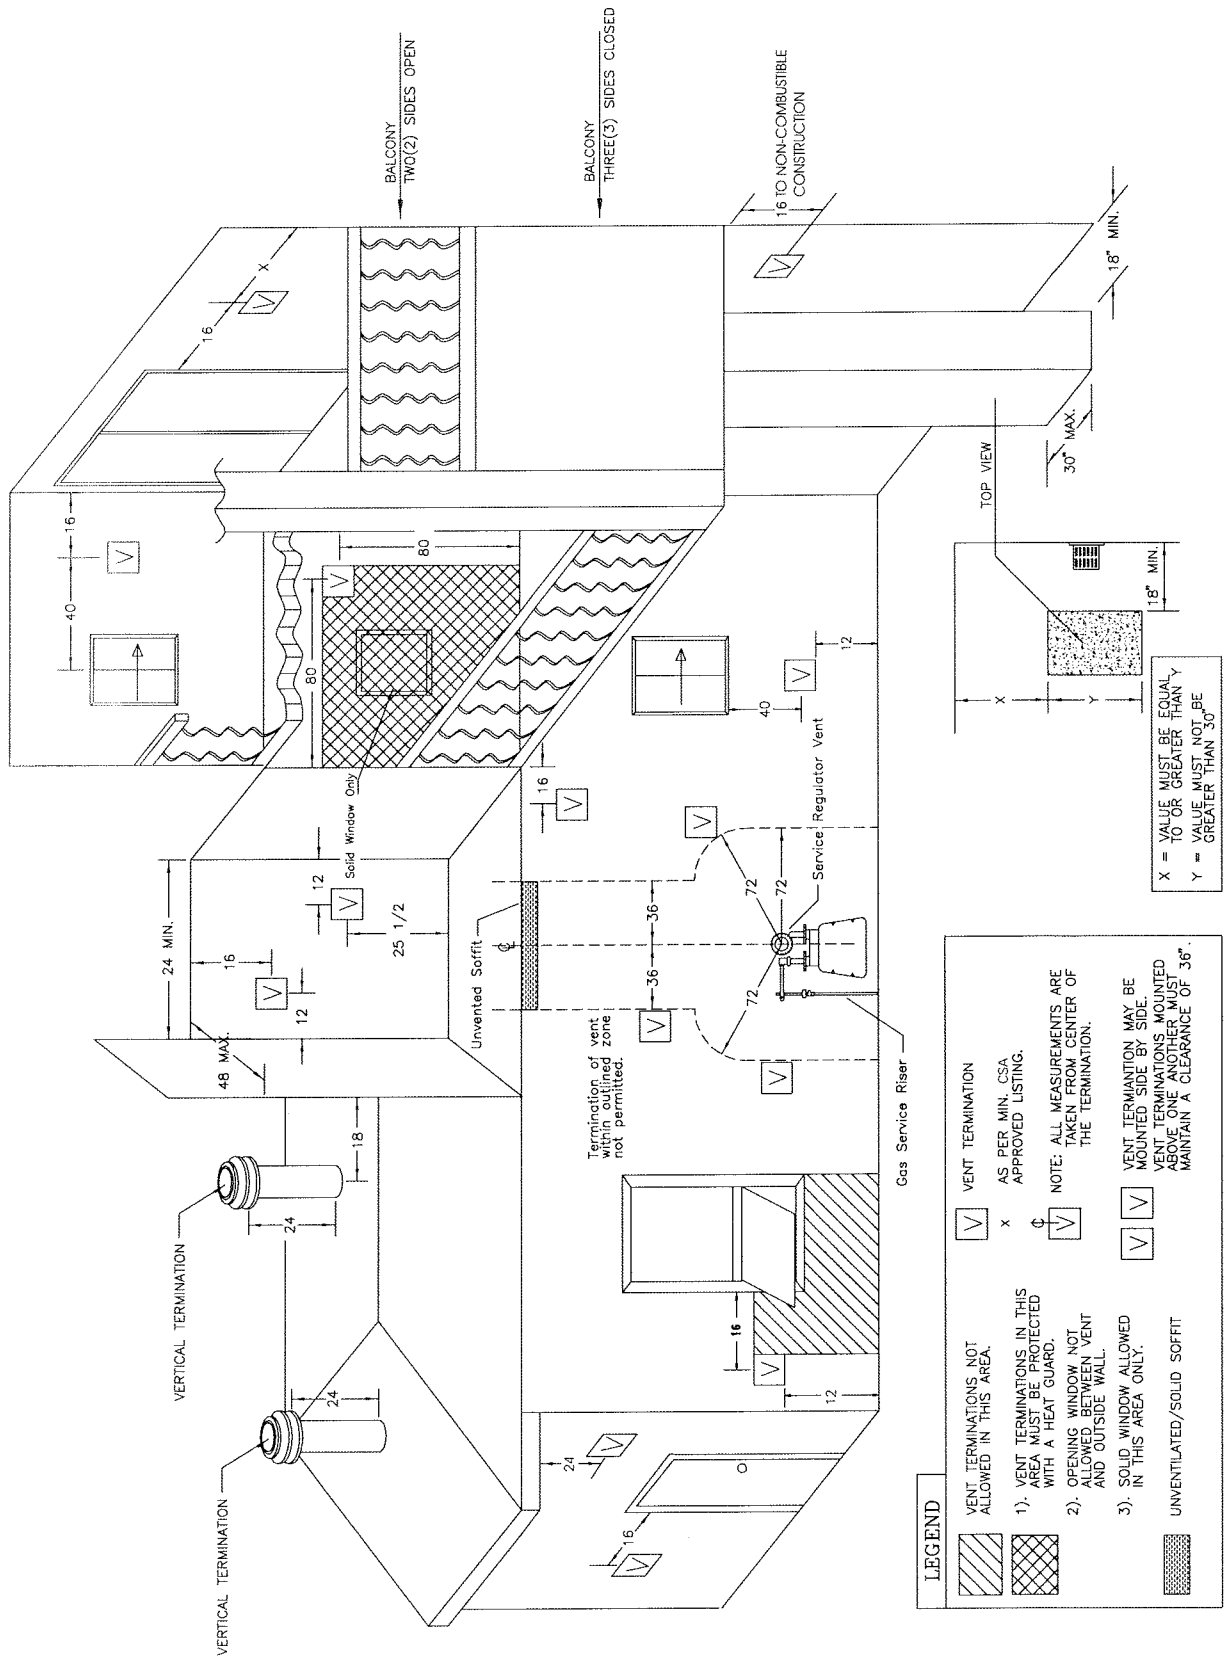 VERTICAL TERMINATION
VERTICAL TERMINATION
24
24
18
48 MAX.
24 MIN.
16
V
12
12
V
25 1/2
Unvented Soffit
℄
Solid Window Only
80
V
80
40
16
V
16
X
V
BALCONY
TWO(2) SIDES OPEN
BALCONY
THREE(3) SIDES CLOSED
16 TO NON-COMBUSTIBLE
CONSTRUCTION
V
18" MIN.
30" MAX.
24
V
16
V
16
V
12
Termination of vent
within outlined zone
not permitted.
36
36
V
V
72
72
72
V
16
V
40
V
12
Service Regulator Vent
Gas Service Riser
TOP VIEW
18" MIN.
X
Y
X = VALUE MUST BE EQUAL
TO OR GREATER THAN Y
Y = VALUE MUST NOT BE
GREATER THAN 30"
LEGEND
VENT TERMINATIONS NOT
ALLOWED IN THIS AREA.
1). VENT TERMINATIONS IN THIS
AREA MUST BE PROTECTED
WITH A HEAT GUARD.
2). OPENING WINDOW NOT
ALLOWED BETWEEN VENT
AND OUTSIDE WALL.
3). SOLID WINDOW ALLOWED
IN THIS AREA ONLY.
UNVENTILATED/SOLID SOFFIT
V VENT TERMINATION
x AS PER MIN. CSA
APPROVED LISTING.
℄
V NOTE: ALL MEASUREMENTS ARE
TAKEN FROM CENTER OF
THE TERMINATION.
V V VENT TERMIANTION MAY BE
MOUNTED SIDE BY SIDE.
VENT TERMINATIONS MOUNTED
ABOVE ONE ANOTHER MUST
MAINTAIN A CLEARANCE OF 36".